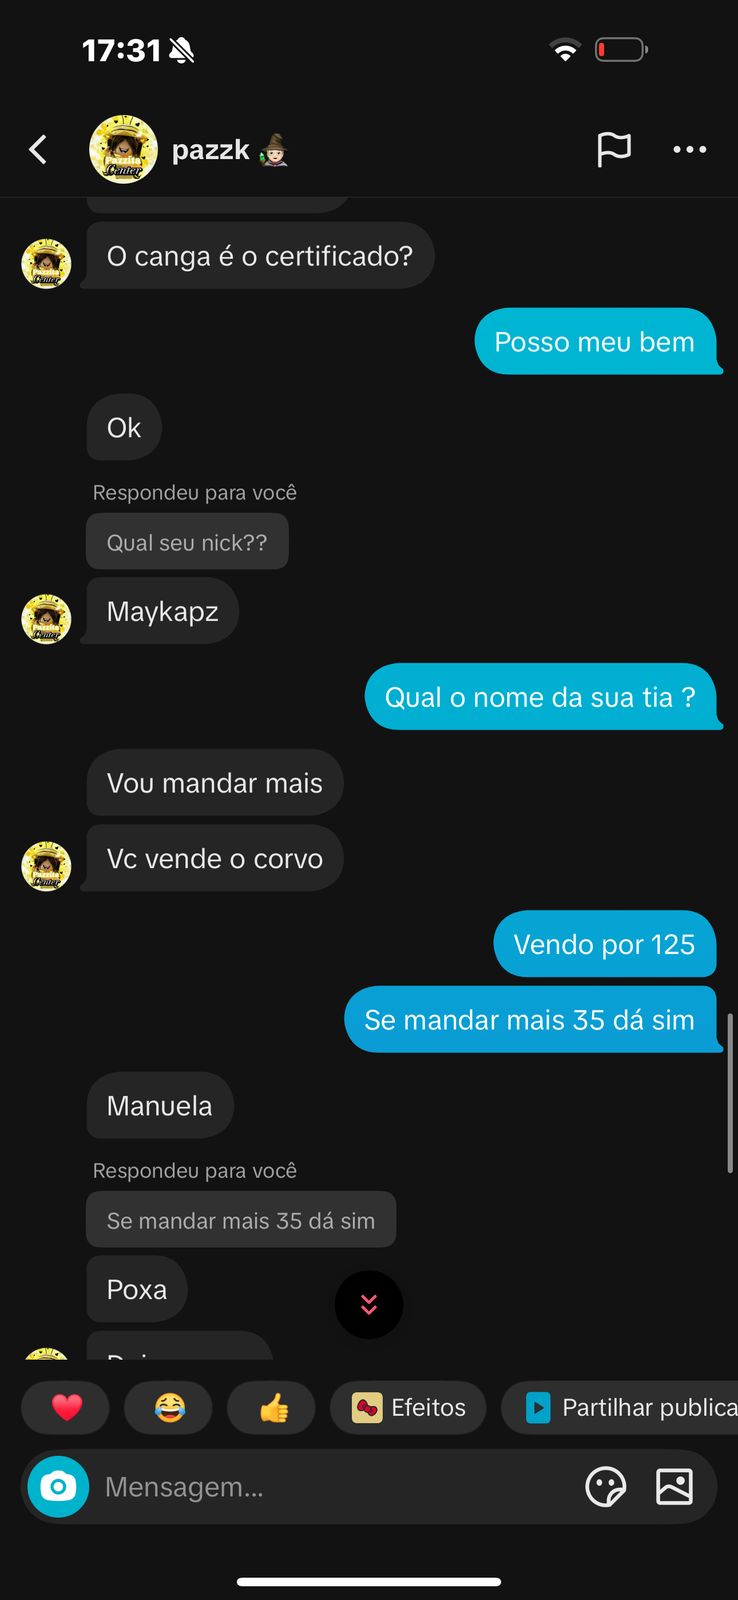 17:31
pazzk
O canga é o certificado?
Posso meu bem
Ok
Respondeu para você
Qual seu nick??
Maykapz
Qual o nome da sua tia ?
Vou mandar mais
Vc vende o corvo
Vendo por 125
Se mandar mais 35 dá sim
Manuela
Respondeu para você
Se mandar mais 35 dá sim
Poxa
Efeitos
Partilhar publica
Mensagem...